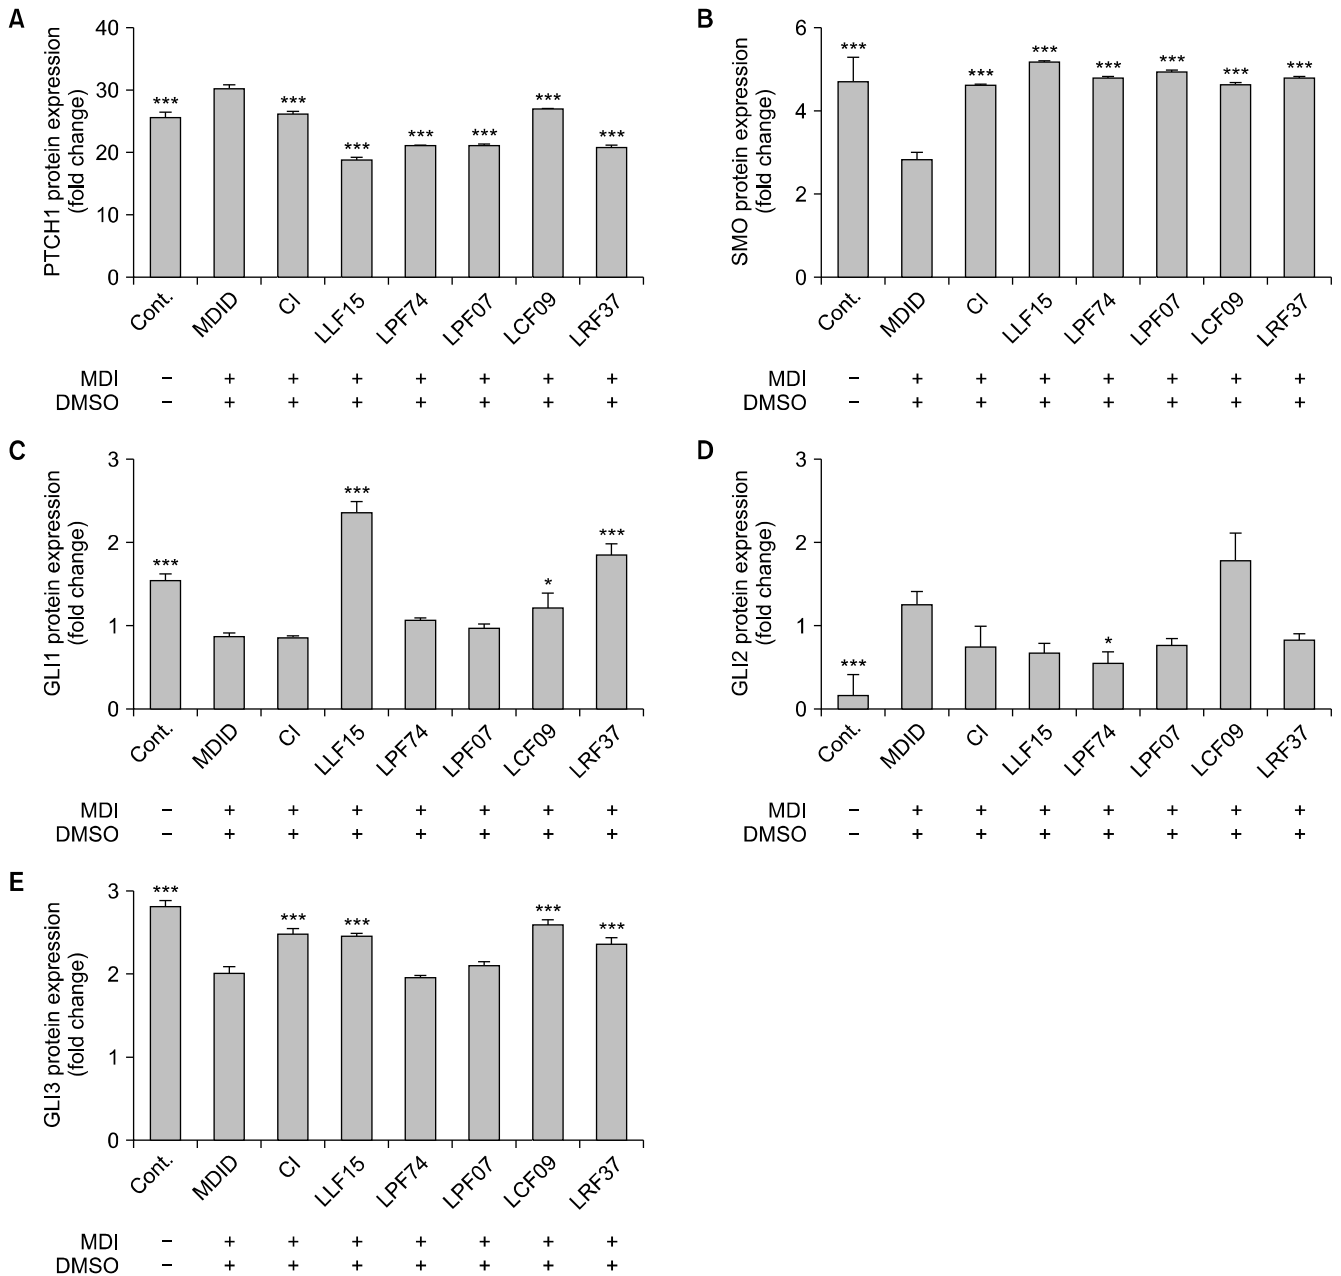 A
PTCH1 protein expression
(fold change)
40
30
20
10
0
*** *** *** *** *** *** ***
Cont. MDID CI LLF15 LPF74 LPF07 LCF09 LRF37
MDI − + + + + + + +
DMSO − + + + + + + +
B
SMO protein expression
(fold change)
6
4
2
0
*** *** *** *** *** *** ***
Cont. MDID CI LLF15 LPF74 LPF07 LCF09 LRF37
MDI − + + + + + + +
DMSO − + + + + + + +
C
GLI1 protein expression
(fold change)
3
2
1
0
*** *** * ***
Cont. MDID CI LLF15 LPF74 LPF07 LCF09 LRF37
MDI − + + + + + + +
DMSO − + + + + + + +
D
GLI2 protein expression
(fold change)
3
2
1
0
*** *
Cont. MDID CI LLF15 LPF74 LPF07 LCF09 LRF37
MDI − + + + + + + +
DMSO − + + + + + + +
E
GLI3 protein expression
(fold change)
3
2
1
0
*** *** *** *** ***
Cont. MDID CI LLF15 LPF74 LPF07 LCF09 LRF37
MDI − + + + + + + +
DMSO − + + + + + + +